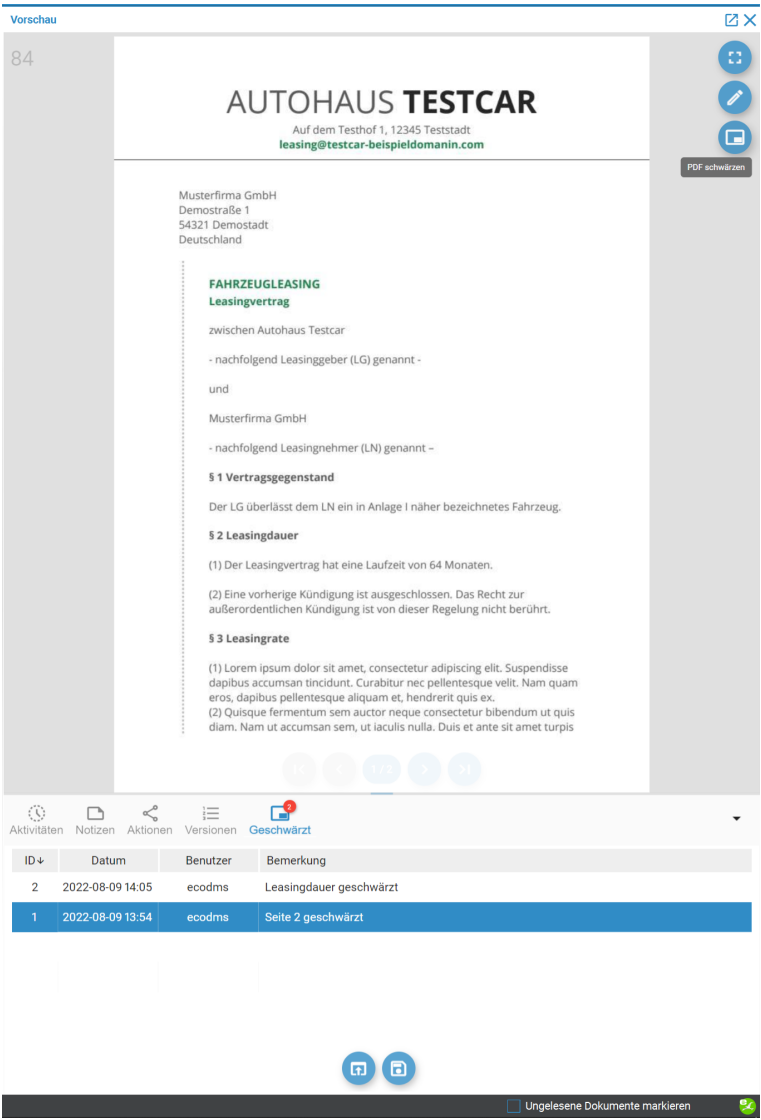 Vorschau
84
AUTOHAUS TESTCAR
Auf dem Testhof 1, 12345 Teststadt
leasing@testcar-beispieldomanin.com
PDF schwärzen
Musterfirma GmbH
Demostraße 1
54321 Demostadt
Deutschland
FAHRZEUGLEASING
Leasingvertrag
zwischen Autohaus Testcar
- nachfolgend Leasinggeber (LG) genannt -
und
Musterfirma GmbH
- nachfolgend Leasingnehmer (LN) genannt –
§ 1 Vertragsgegenstand
Der LG überlässt dem LN ein in Anlage I näher bezeichnetes Fahrzeug.
§ 2 Leasingdauer
(1) Der Leasingvertrag hat eine Laufzeit von 64 Monaten.
(2) Eine vorherige Kündigung ist ausgeschlossen. Das Recht zur
außerordentlichen Kündigung ist von dieser Regelung nicht berührt.
§ 3 Leasingrate
(1) Lorem ipsum dolor sit amet, consectetur adipiscing elit. Suspendisse
dapibus accumsan tincidunt. Curabitur nec pellentesque velit. Nam quam
eros, dapibus pellentesque aliquam et, hendrerit quis ex.
(2) Quisque fermentum sem auctor neque consectetur bibendum ut quis
diam. Nam ut accumsan sem, ut iaculis nulla. Duis et ante sit amet turpis
1 / 2
2
Aktivitäten Notizen Aktionen Versionen Geschwärzt
ID Datum Benutzer Bemerkung
2 2022-08-09 14:05 ecodms Leasingdauer geschwärzt
1 2022-08-09 13:54 ecodms Seite 2 geschwärzt
Ungelesene Dokumente markieren